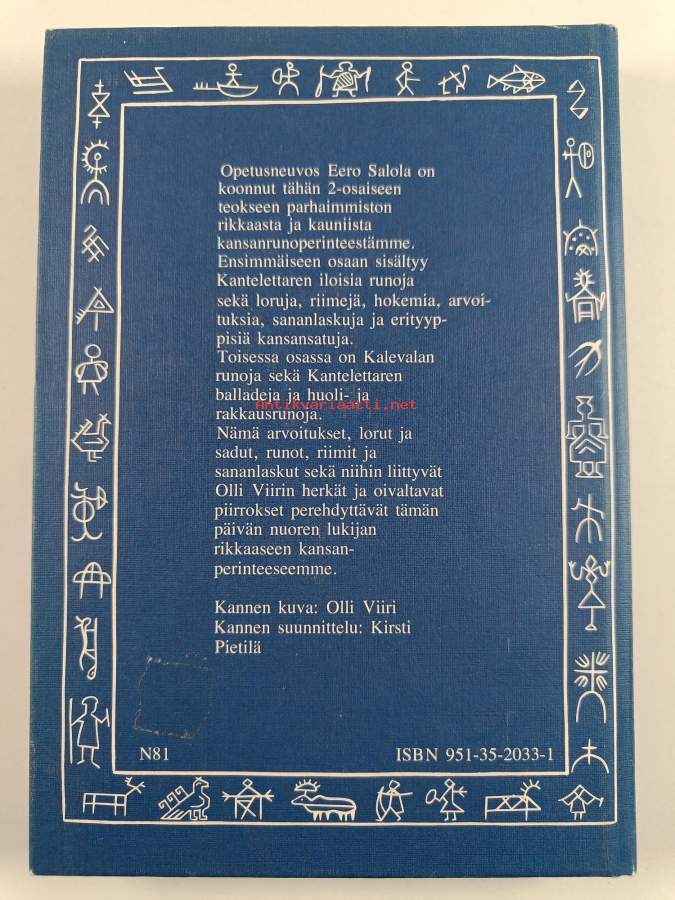 Opetusneuvos Eero Salola on
koonnut tähän 2-osaiseen
teokseen parhaimmiston
rikkaasta ja kauniista
kansanrunoperinteestämme.
Ensimmäiseen osaan sisältyy
Kantelettaren iloisia runoja
sekä loruja, riimejä, hokemia, arvoi-
tuksia, sananlaskuja ja erityyp-
pisiä kansansatuja.
Toisessa osassa on Kalevalan
runoja sekä Kantelettaren
balladeja ja huoli- ja
Antikvariaatti.net
rakkausrunoja.
Nämä arvoitukset, lorut ja
sadut, runot, riimit ja
sananlaskut sekä niihin liittyvät
Olli Viirin herkät ja oivaltavat
piirrokset perehdyttävät tämän
päivän nuoren lukijan
rikkaaseen kansan-
perinteeseemme.
Kannen kuva: Olli Viiri
Kannen suunnittelu: Kirsti
Pietilä
N81
ISBN 951-35-2033-1